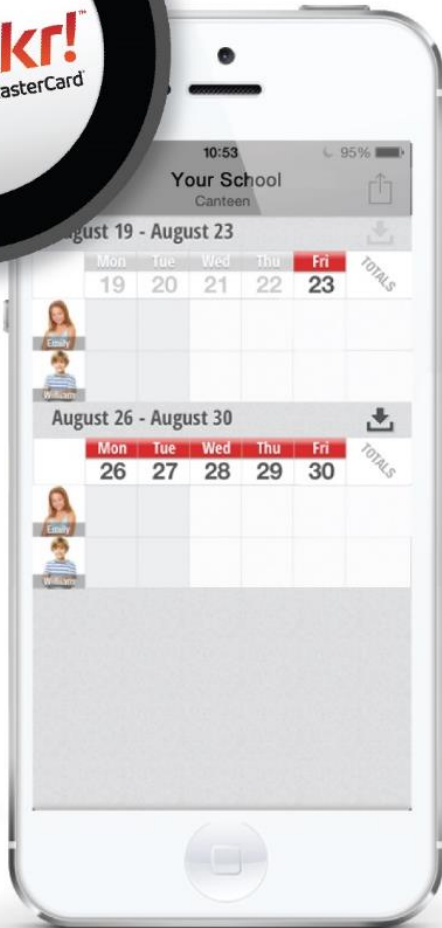 kr!™
asterCard®
10:53
95%
Your School
Canteen
gust 19 - August 23
Mon Tue Wed Thu Fri TOTALS
19 20 21 22 23
Emily
William
August 26 - August 30
Mon Tue Wed Thu Fri TOTALS
26 27 28 29 30
Emily
William